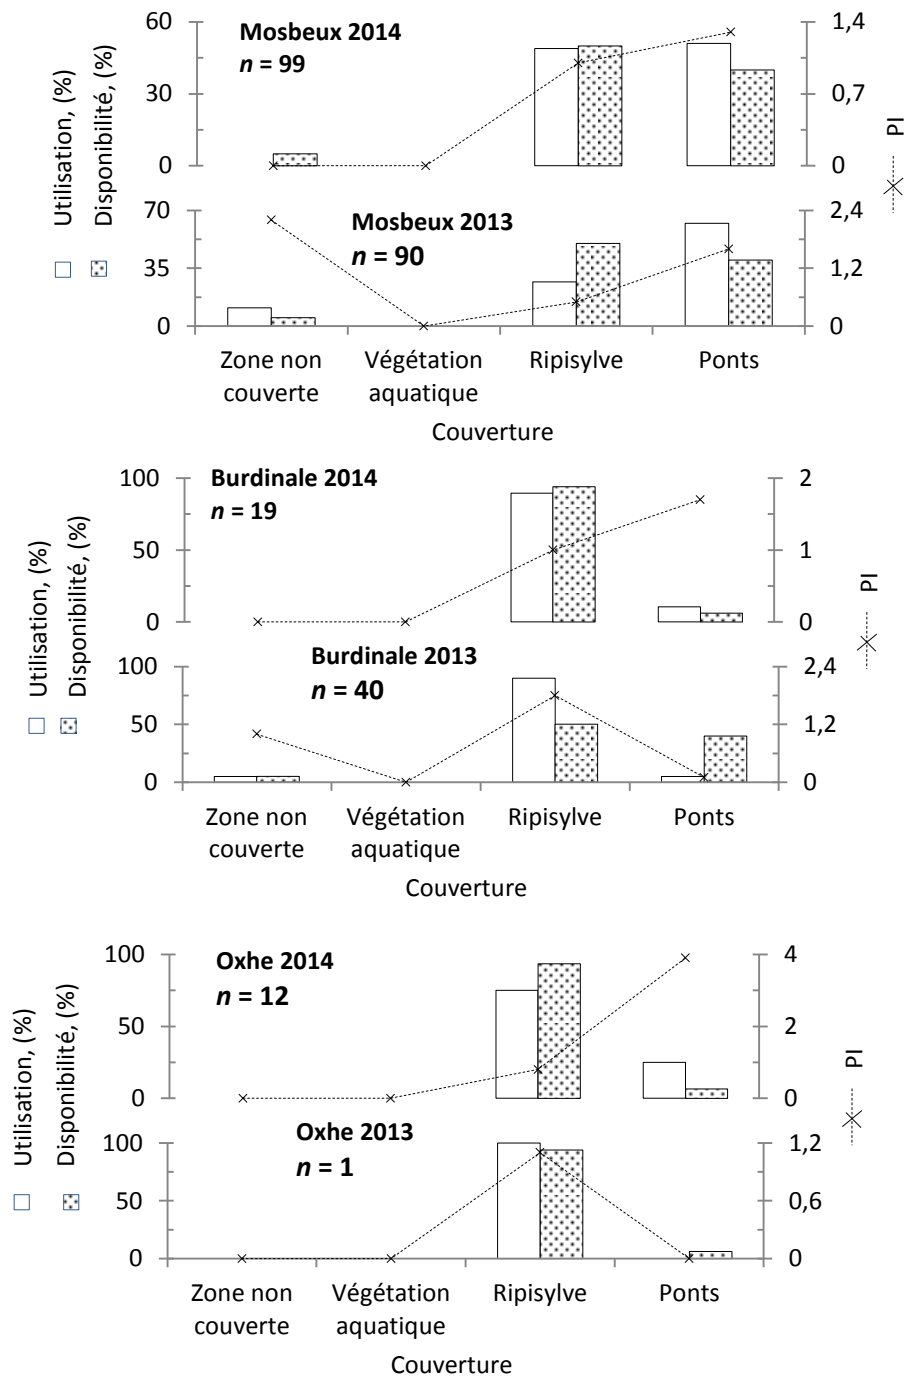 Mosbeux 2014
n = 99
60
30
0
1,4
0,7
0
Utilisation, (%)
Disponibilité, (%)
PI
Mosbeux 2013
n = 90
70
35
0
2,4
1,2
0
Zone non couverte
Végétation aquatique
Ripisylve
Ponts
Couverture
Burdinale 2014
n = 19
100
50
0
2
1
0
Utilisation, (%)
Disponibilité, (%)
PI
Burdinale 2013
n = 40
100
50
0
2,4
1,2
0
Zone non couverte
Végétation aquatique
Ripisylve
Ponts
Couverture
Oxhe 2014
n = 12
100
50
0
4
2
0
Utilisation, (%)
Disponibilité, (%)
PI
Oxhe 2013
n = 1
100
50
0
1,2
0,6
0
Zone non couverte
Végétation aquatique
Ripisylve
Ponts
Couverture